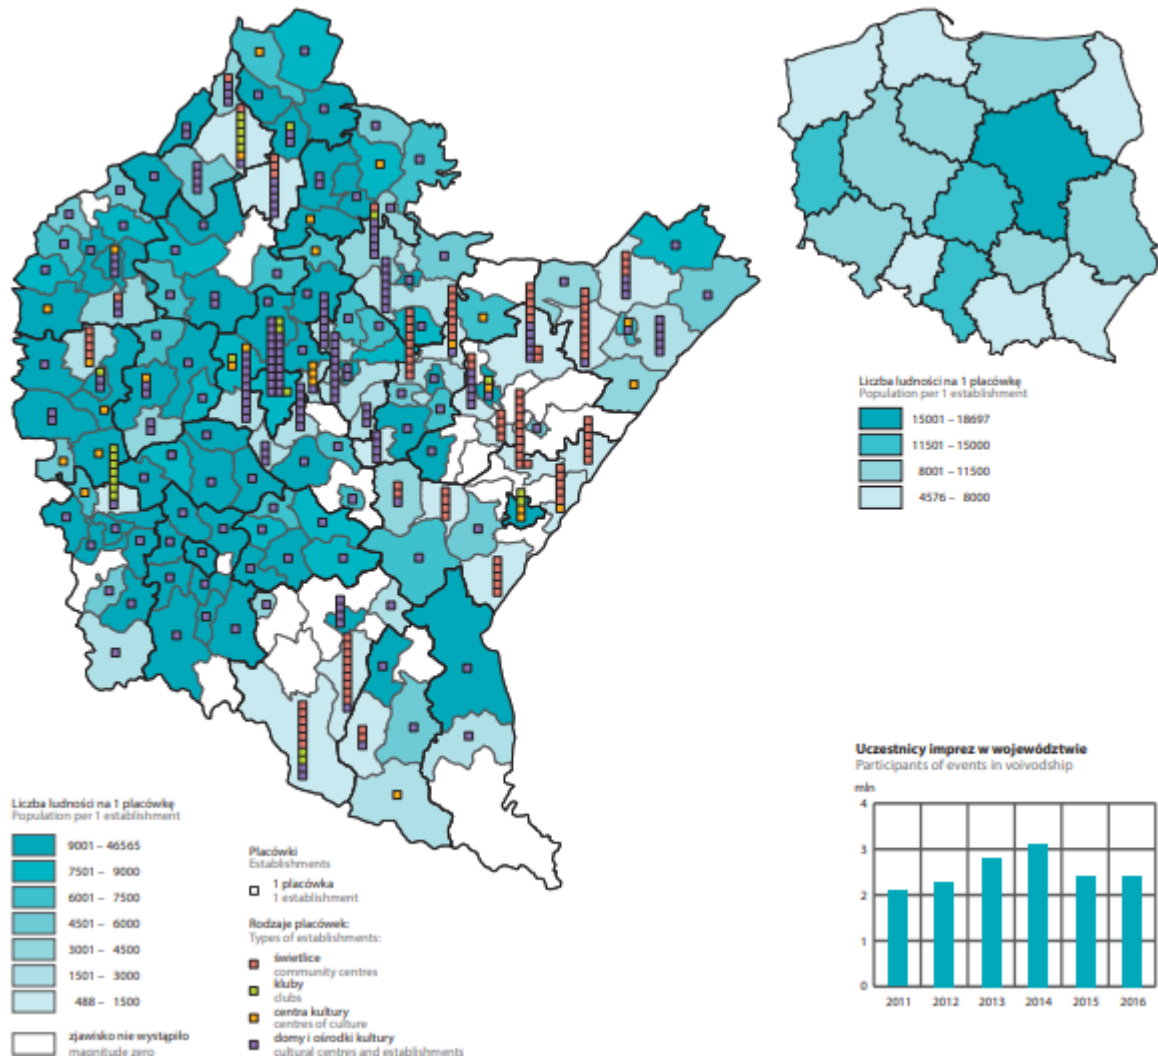 Liczba ludności na 1 placówkę
Population per 1 establishment
15001 – 18697
11501 – 15000
8001 – 11500
4576 – 8000
Uczestnicy imprez w województwie
Participants of events in voivodship
mln
4
3
2
1
0
2011 2012 2013 2014 2015 2016
Liczba ludności na 1 placówkę
Population per 1 establishment
9001 – 46565
7501 – 9000
6001 – 7500
4501 – 6000
3001 – 4500
1501 – 3000
488 – 1500
zjawisko nie wystąpiło
magnitude zero
Placówki
Establishments
1 placówka
1 establishment
Rodzaje placówek:
Types of establishments:
świetlice
community centres
kluby
clubs
centra kultury
centres of culture
domy i ośrodki kultury
cultural centres and establishments